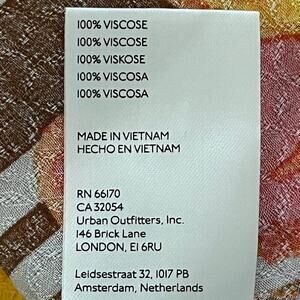 100% VISCOSE
100% VISCOSE
100% VISKOSE
100% VISCOSA
100% VISCOSA
MADE IN VIETNAM
HECHO EN VIETNAM
RN 66170
CA 32054
Urban Outfitters, Inc.
146 Brick Lane
LONDON, E1 6RU
Leidsestraat 32, 1017 PB
Amsterdam, Netherlands